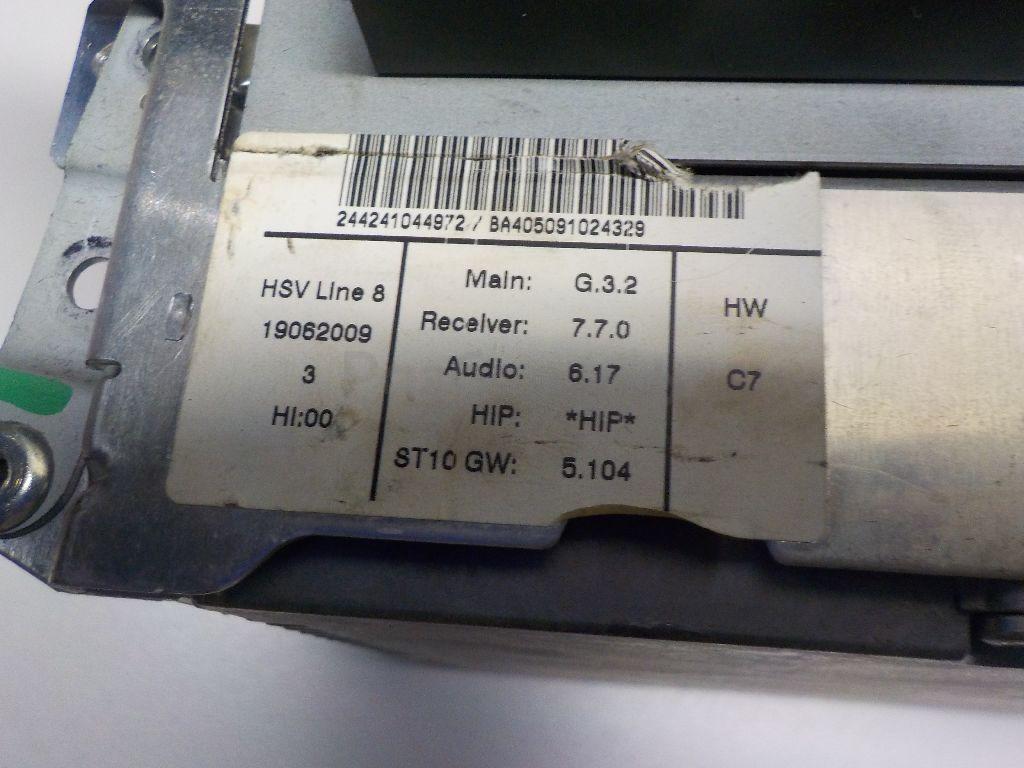 244241044972 / BA405091024329
HSV Line 8
19062009
3
HI:00
Main: G.3.2
Receiver: 7.7.0
Audio: 6.17
HIP: *HIP*
ST10 GW: 5.104
HW
C7